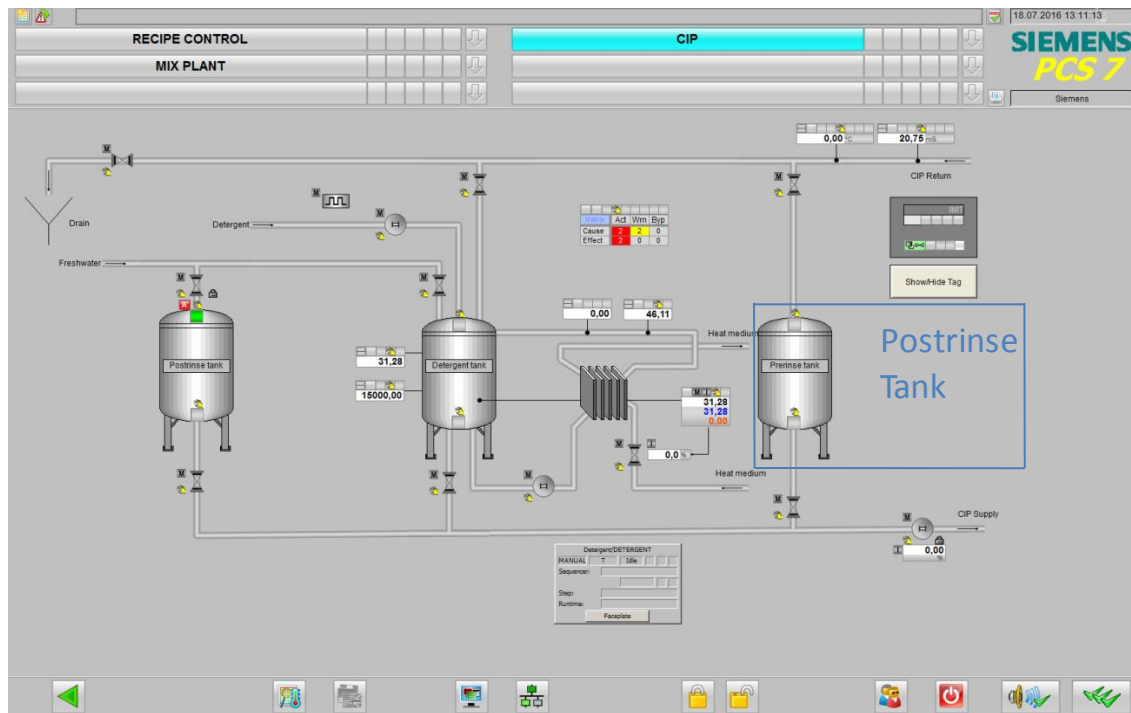 18.07.2016 13:11:13
RECIPE CONTROL
CIP
SIEMENS
PCS 7
MIX PLANT
Siemens
0,00 °C
20,75 mS
M
CIP Return
M
M
M
M
INI
Drain
Detergent
Matrix Act Wrn Byp
Cause 2 2 0
Effect 2 0 0
Freshwater
M
M
Show/Hide Tag
0,00
46,11
Heat medium
Postrinse
Tank
Postrinse tank
31,28
Detergent tank
Prerinse tank
15000,00
M I
31,28
31,28
0,00
M
I
0,0 %
M
M
M
Heat medium
M
CIP Supply
M
I
0,00
%
Detergent/DETERGENT
MANUAL T Idle
Sequencer:
Step:
Runtime:
Faceplate